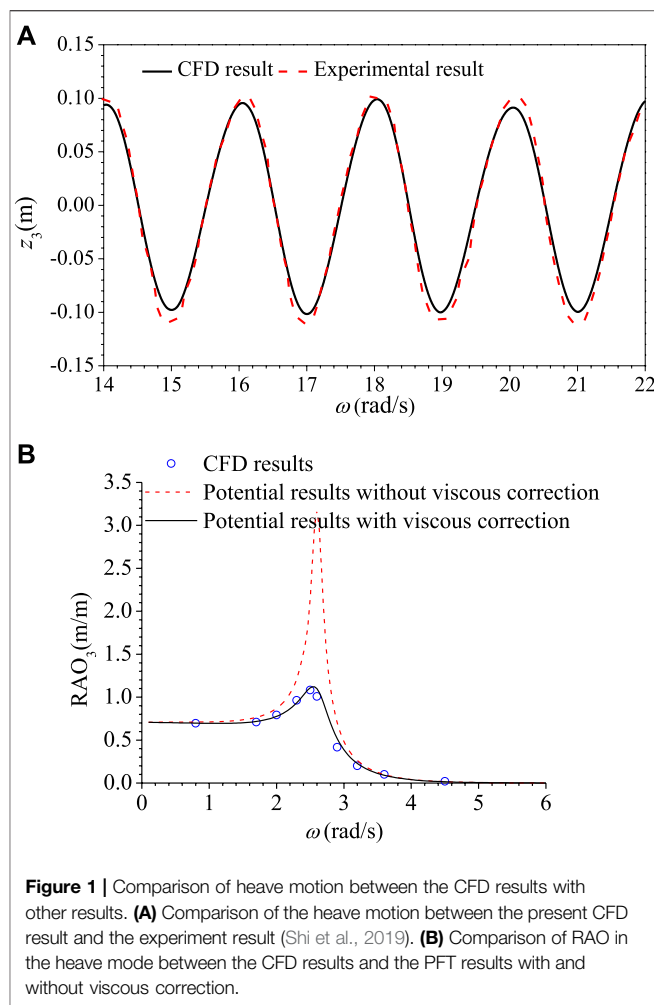 A
0.15
0.10
0.05
0.00
-0.05
-0.10
-0.15
z3(m)
CFD result
Experimental result
14 15 16 17 18 19 20 21 22
ω(rad/s)
B
CFD results
Potential results without viscous correction
Potential results with viscous correction
3.5
3.0
2.5
2.0
1.5
1.0
0.5
0.0
RAO3(m/m)
0 1 2 3 4 5 6
ω(rad/s)
Figure 1 | Comparison of heave motion between the CFD results with
other results. (A) Comparison of the heave motion between the present CFD
result and the experiment result (Shi et al., 2019). (B) Comparison of RAO in
the heave mode between the CFD results and the PFT results with and
without viscous correction.